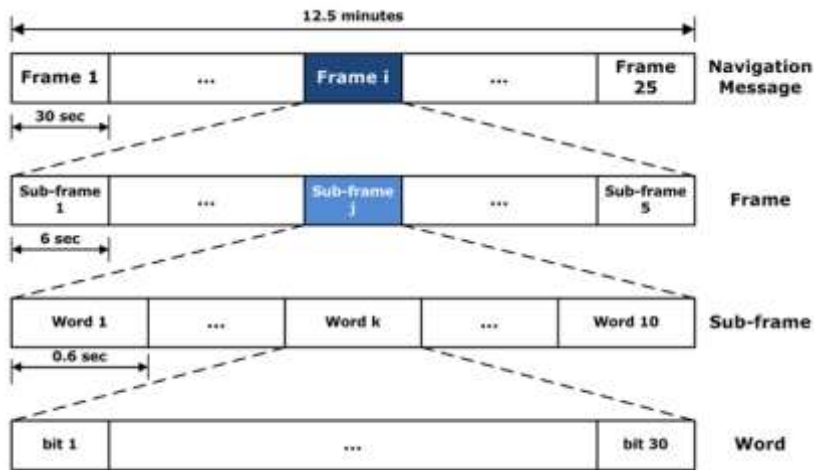 12.5 minutes
Frame 1
...
Frame i
...
Frame
25
Navigation
Message
30 sec
Sub-frame
1
...
Sub-frame
j
...
Sub-frame
5
Frame
6 sec
Word 1
...
Word k
...
Word 10
Sub-frame
0.6 sec
bit 1
...
bit 30
Word